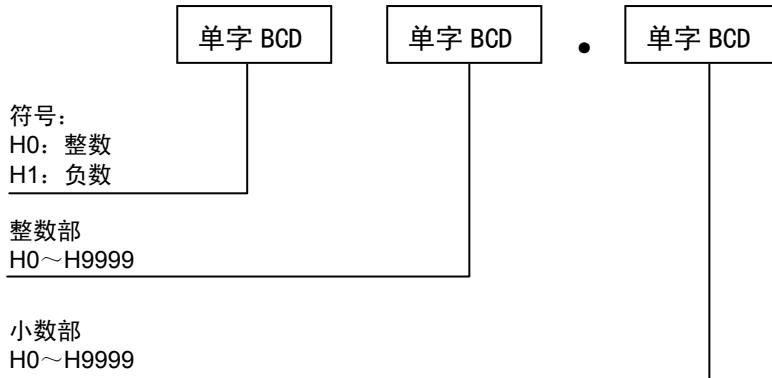 单字 BCD 单字 BCD • 单字 BCD
符号：
H0：整数
H1：负数
整数部
H0～H9999
小数部
H0～H9999